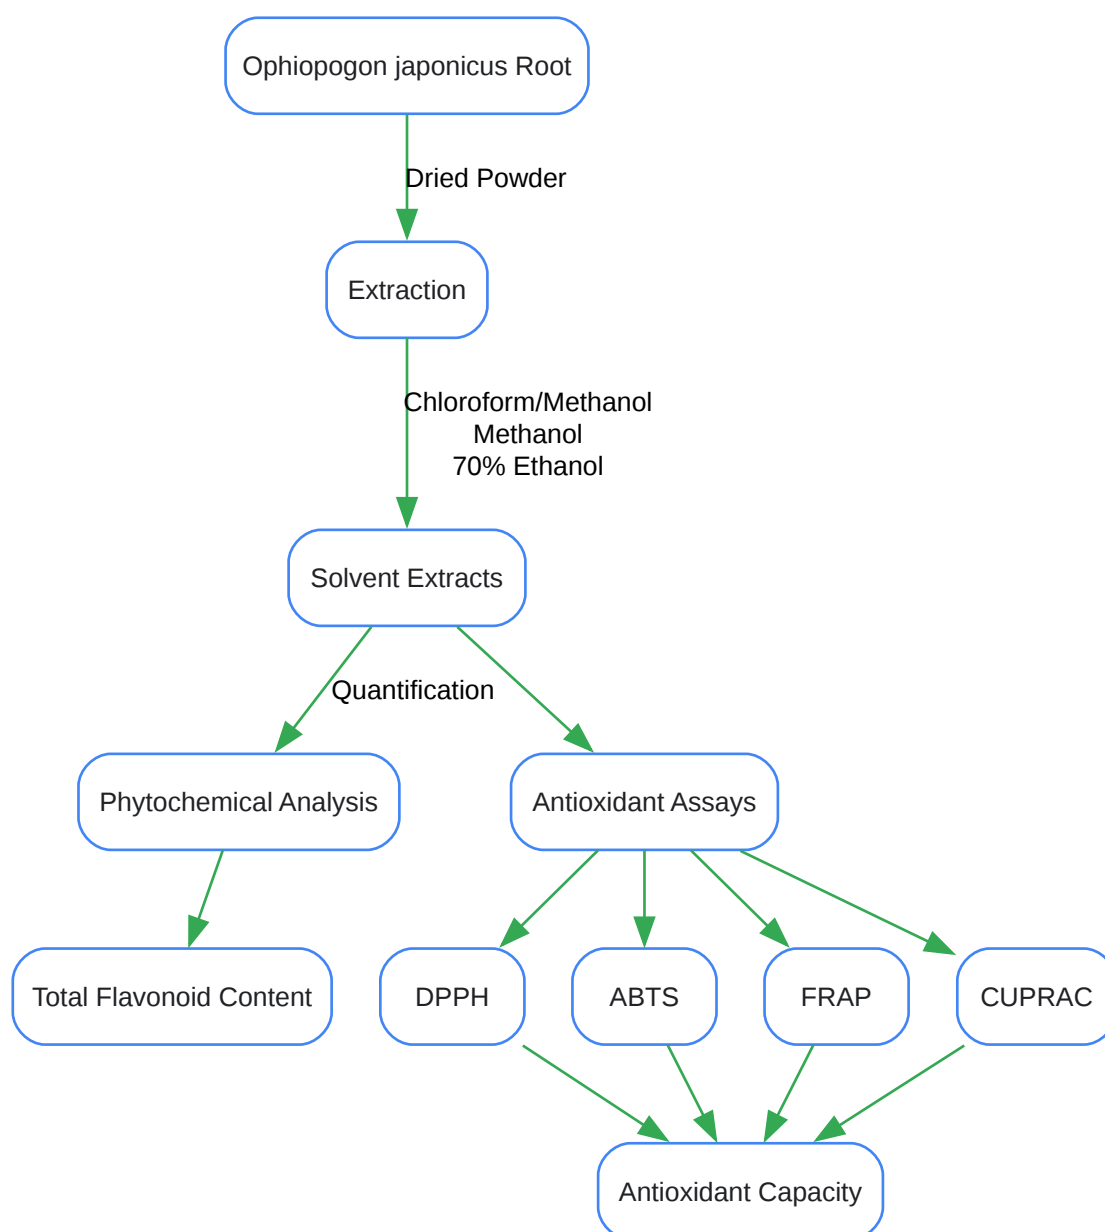 Ophiopogon japonicus Root
Dried Powder
Extraction
Chloroform/Methanol
Methanol
70% Ethanol
Solvent Extracts
Quantification
Phytochemical Analysis
Antioxidant Assays
Total Flavonoid Content
DPPH
ABTS
FRAP
CUPRAC
Antioxidant Capacity